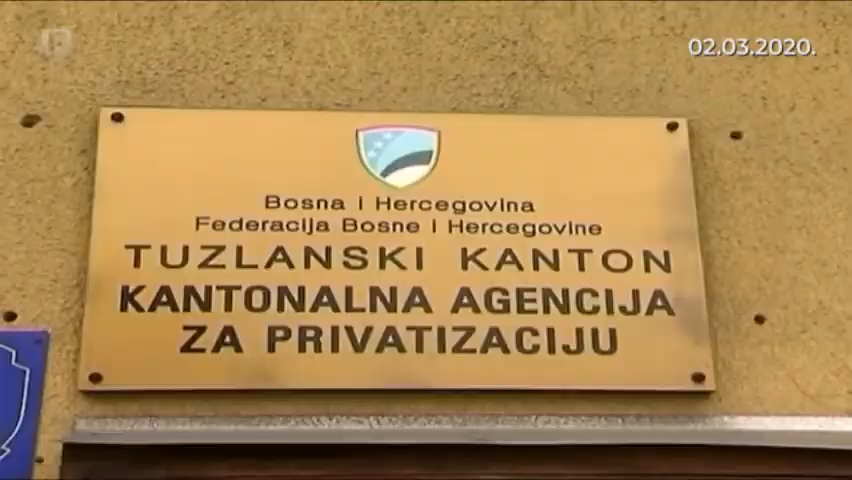 02.03.2020.
Bosna i Hercegovina
Federacija Bosne i Hercegovine
TUZLANSKI KANTON
KANTONALNA AGENCIJA
ZA PRIVATIZACIJU